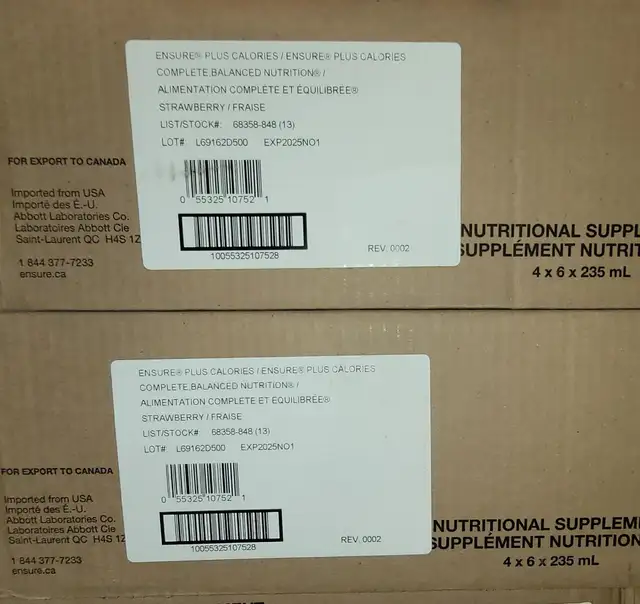 ENSURE® PLUS CALORIES / ENSURE® PLUS CALORIES
COMPLETE,BALANCED NUTRITION® /
ALIMENTATION COMPLÈTE ET ÉQUILIBRÉE®
STRAWBERRY / FRAISE
LIST/STOCK#: 68358-848 (13)
LOT# L69162D500 EXP2025NO1
0 55325 10752 1
10055325107528
REV. 0002
FOR EXPORT TO CANADA
Imported from USA
Importé des É.-U.
Abbott Laboratories Co.
Laboratoires Abbott Cie
Saint-Laurent QC H4S 1Z
1 844 377-7233
ensure.ca
NUTRITIONAL SUPPL
SUPPLÉMENT NUTRIT
4 x 6 x 235 mL
ENSURE® PLUS CALORIES / ENSURE® PLUS CALORIES
COMPLETE,BALANCED NUTRITION® /
ALIMENTATION COMPLÈTE ET ÉQUILIBRÉE®
STRAWBERRY / FRAISE
LIST/STOCK#: 68358-848 (13)
LOT# L69162D500 EXP2025NO1
0 55325 10752 1
10055325107528
REV. 0002
FOR EXPORT TO CANADA
Imported from USA
Importé des É.-U.
Abbott Laboratories Co.
Laboratoires Abbott Cie
Saint-Laurent QC H4S 1Z
1 844 377-7233
ensure.ca
NUTRITIONAL SUPPLEM
SUPPLÉMENT NUTRITION
4 x 6 x 235 mL